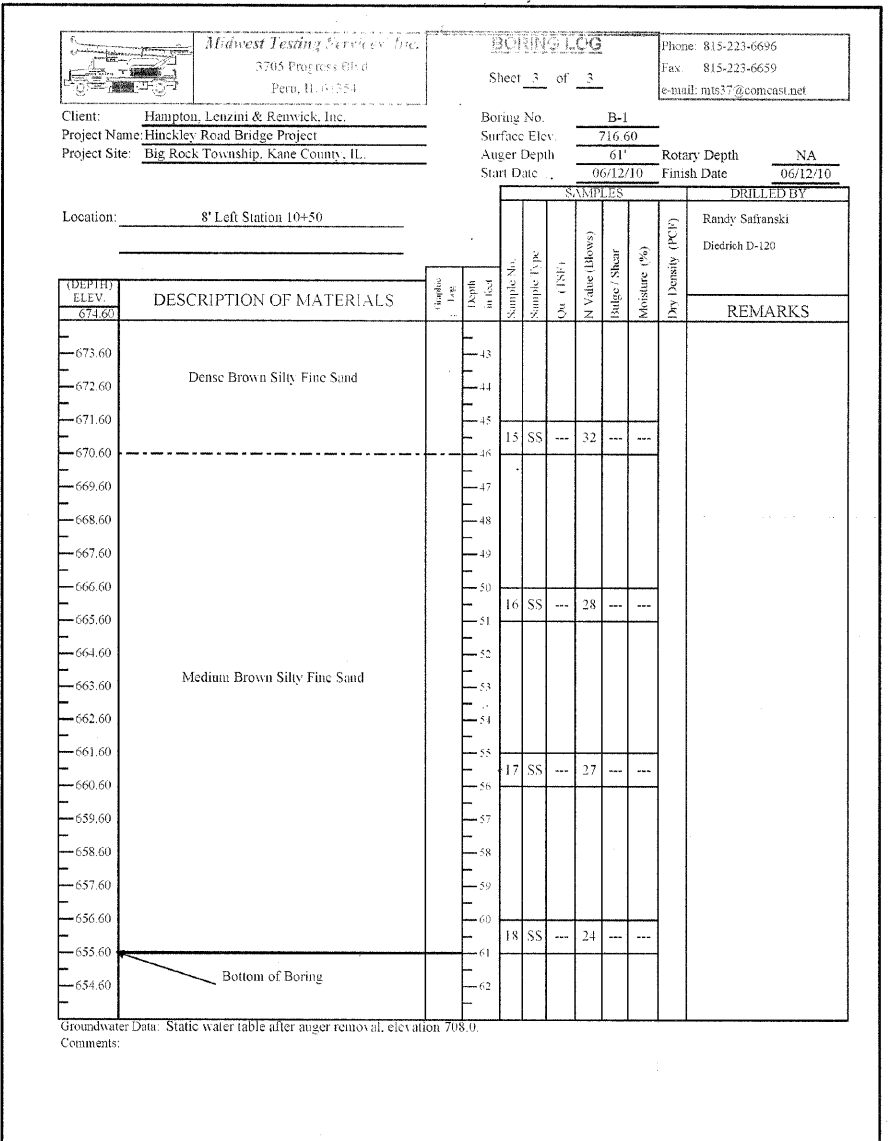 Midwest Testing Services, Inc.
3705 Progress Blvd
Peru, IL 61354
BORING LOG
Sheet 3 of 3
Phone: 815-223-6696
Fax 815-223-6659
e-mail: mts37@comcast.net
Client: Hampton, Lenzini & Renwick, Inc.
Project Name: Hinckley Road Bridge Project
Project Site: Big Rock Township, Kane County, IL.
Boring No. B-1
Surface Elev. 716.60
Auger Depth 61' Rotary Depth NA
Start Date 06/12/10 Finish Date 06/12/10
Location: 8' Left Station 10+50
SAMPLES
DRILLED BY
Randy Safranski
Diedrich D-120
(DEPTH)
ELEV.
674.60
DESCRIPTION OF MATERIALS
Graphic Log
Depth in feet
Sample No.
Sample Type
Qu (TSF)
N Value (Blows)
Bulge / Shear
Moisture (%)
Dry Density (PCF)
REMARKS
673.60 43
Dense Brown Silty Fine Sand
672.60 44
671.60 45
15 SS --- 32 --- ---
670.60 46
669.60 47
668.60 48
667.60 49
666.60 50
16 SS --- 28 --- ---
665.60 51
664.60 52
Medium Brown Silty Fine Sand
663.60 53
662.60 54
661.60 55
17 SS --- 27 --- ---
660.60 56
659.60 57
658.60 58
657.60 59
656.60 60
18 SS --- 24 --- ---
655.60 61
Bottom of Boring
654.60 62
Groundwater Data: Static water table after auger removal, elevation 708.0.
Comments: